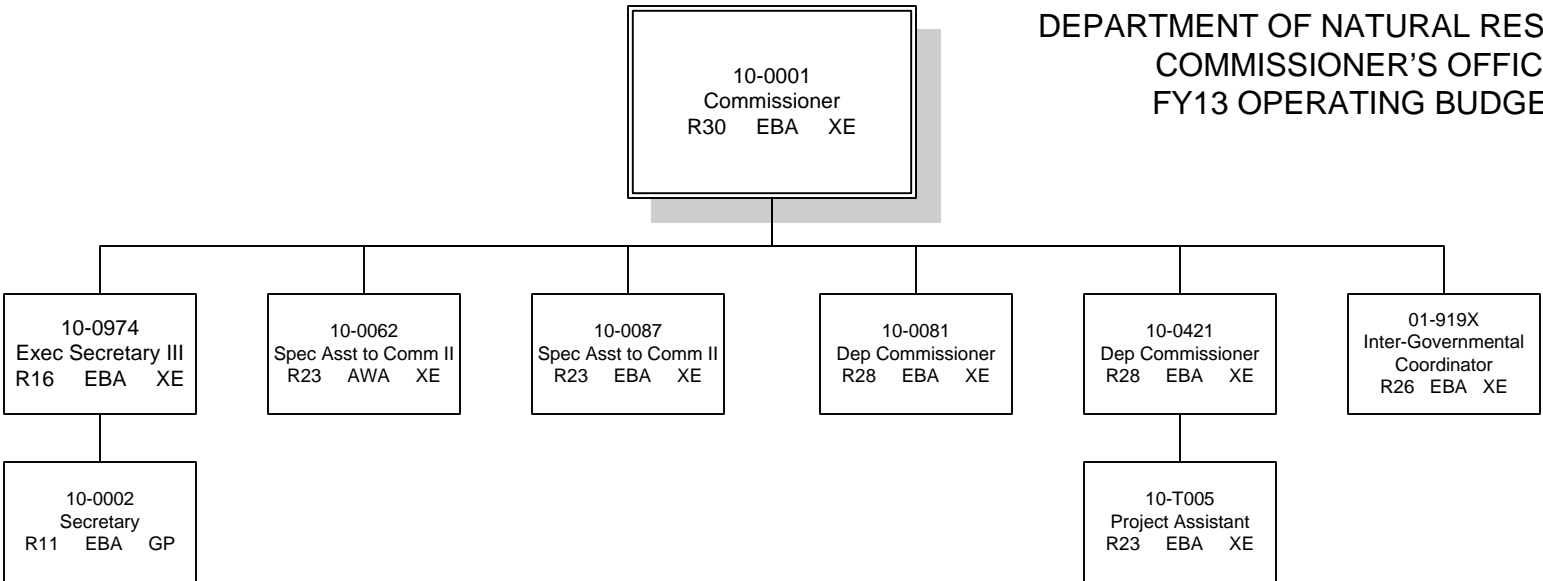 DEPARTMENT OF NATURAL RES
COMMISSIONER'S OFFIC
FY13 OPERATING BUDGE
10-0001
Commissioner
R30 EBA XE
10-0974
Exec Secretary III
R16 EBA XE
10-0062
Spec Asst to Comm II
R23 AWA XE
10-0087
Spec Asst to Comm II
R23 EBA XE
10-0081
Dep Commissioner
R28 EBA XE
10-0421
Dep Commissioner
R28 EBA XE
01-919X
Inter-Governmental
Coordinator
R26 EBA XE
10-0002
Secretary
R11 EBA GP
10-T005
Project Assistant
R23 EBA XE